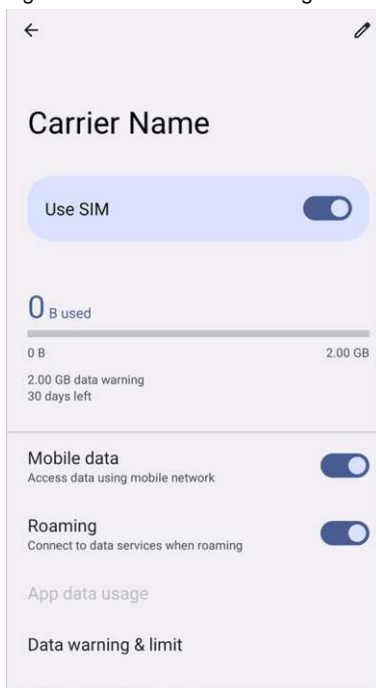 Carrier Name
Use SIM
0 B used
0 B 2.00 GB
2.00 GB data warning
30 days left
Mobile data
Access data using mobile network
Roaming
Connect to data services when roaming
App data usage
Data warning & limit